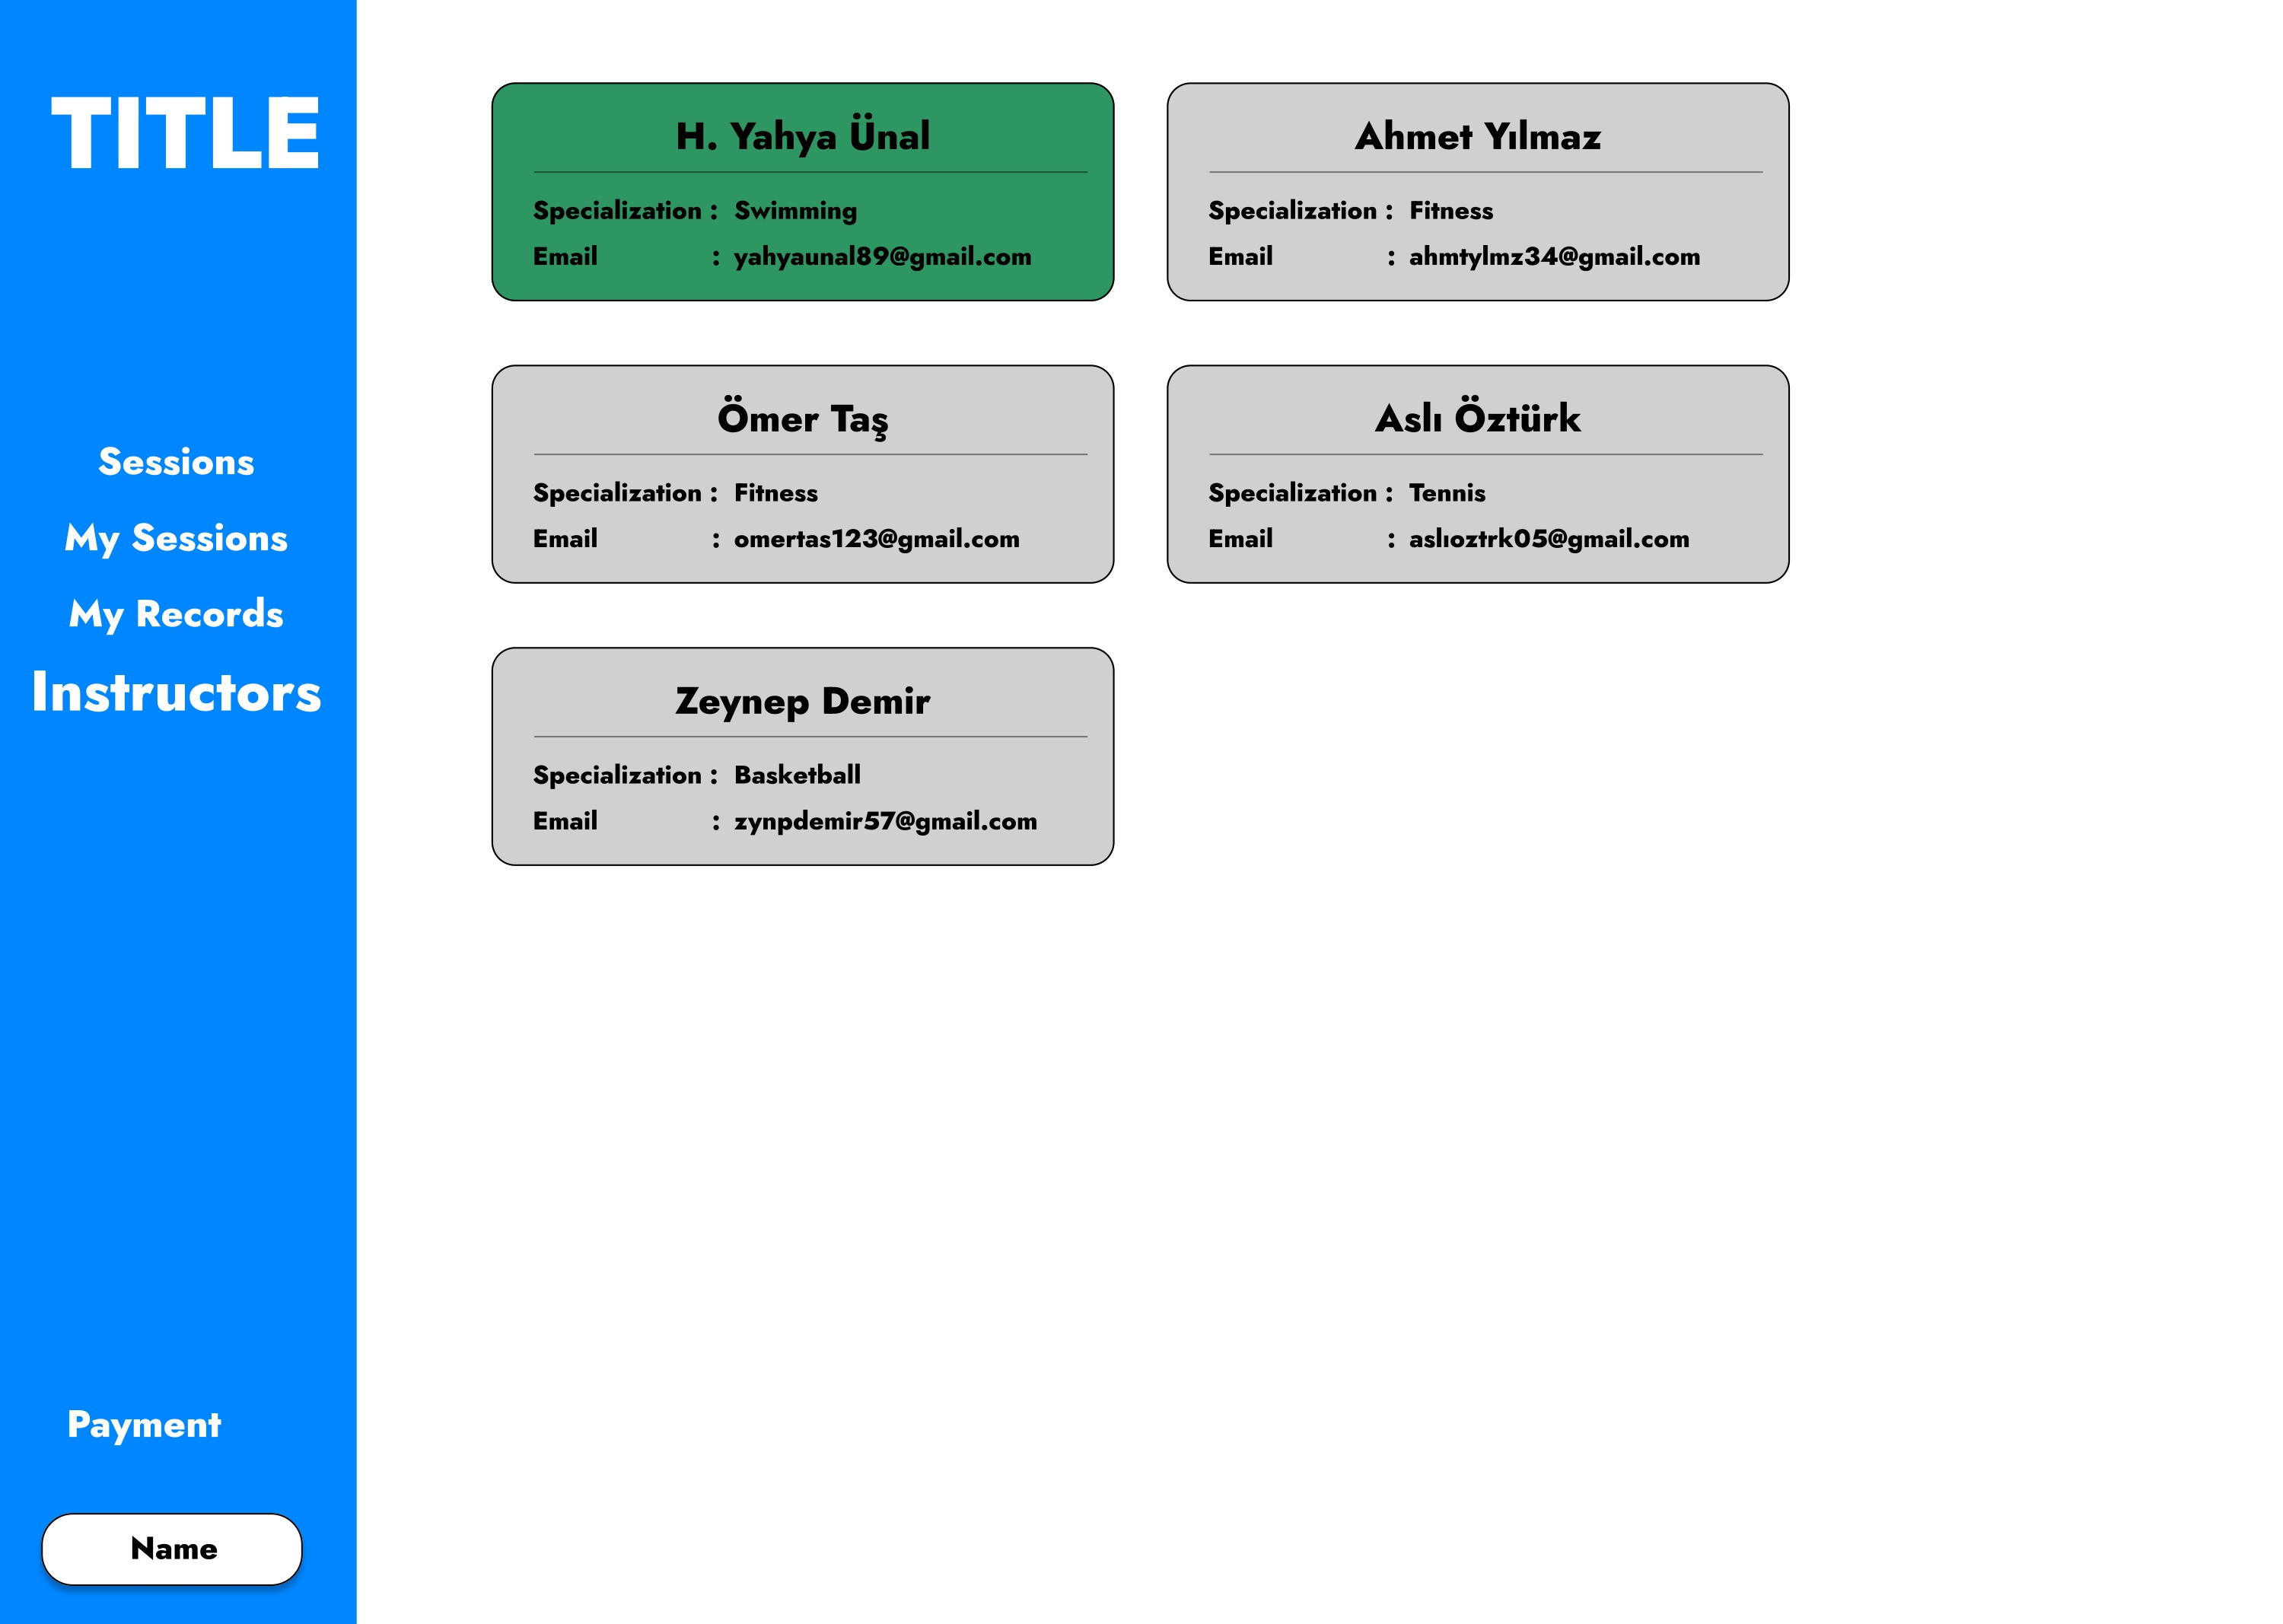 TITLE
Sessions
My Sessions
My Records
Instructors
Payment
Name
H. Yahya Ünal
Specialization : Swimming
Email : yahyaunal89@gmail.com
Ahmet Yılmaz
Specialization : Fitness
Email : ahmtylmz34@gmail.com
Ömer Taş
Specialization : Fitness
Email : omertas123@gmail.com
Aslı Öztürk
Specialization : Tennis
Email : aslıoztrk05@gmail.com
Zeynep Demir
Specialization : Basketball
Email : zynpdemir57@gmail.com